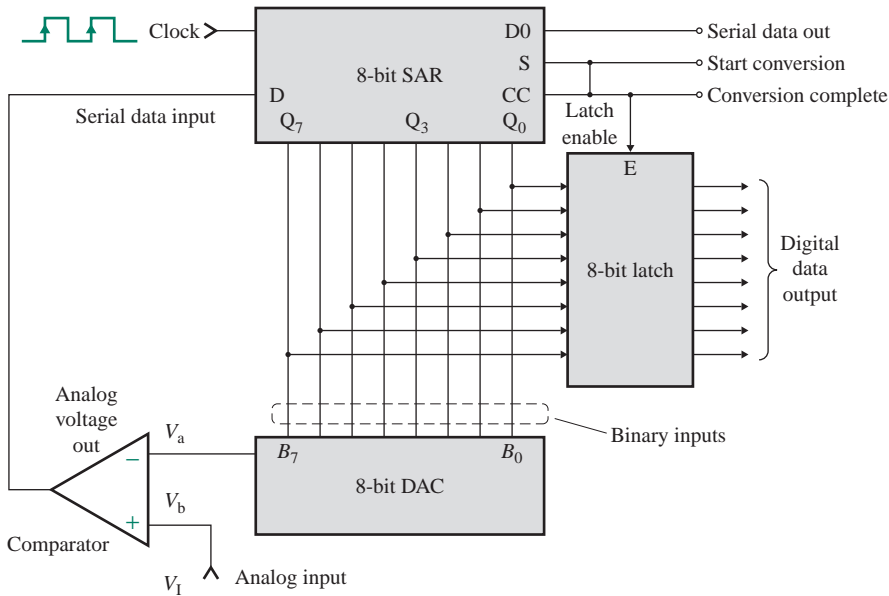 Clock
D0
Serial data out
8-bit SAR
S
Start conversion
D
CC
Conversion complete
Serial data input
Q7
Q3
Q0
Latch
enable
E
8-bit latch
Digital
data
output
Analog
voltage
out
Va
Binary inputs
B7
B0
8-bit DAC
−
Vb
+
Comparator
VI
Analog input